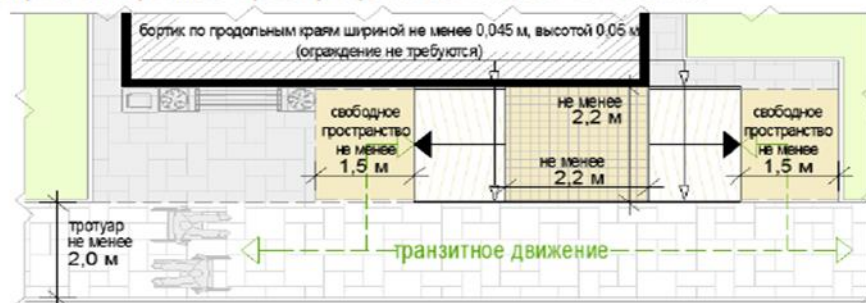 бортик по продольным краям шириной не менее 0,045 м, высотой 0,05 м
(ограждение не требуются)
свободное
пространство
не менее
1,5 м
не менее
2,2 м
не менее
2,2 м
свободное
пространство
не менее
1,5 м
тротуар
не менее
2,0 м
транзитное движение